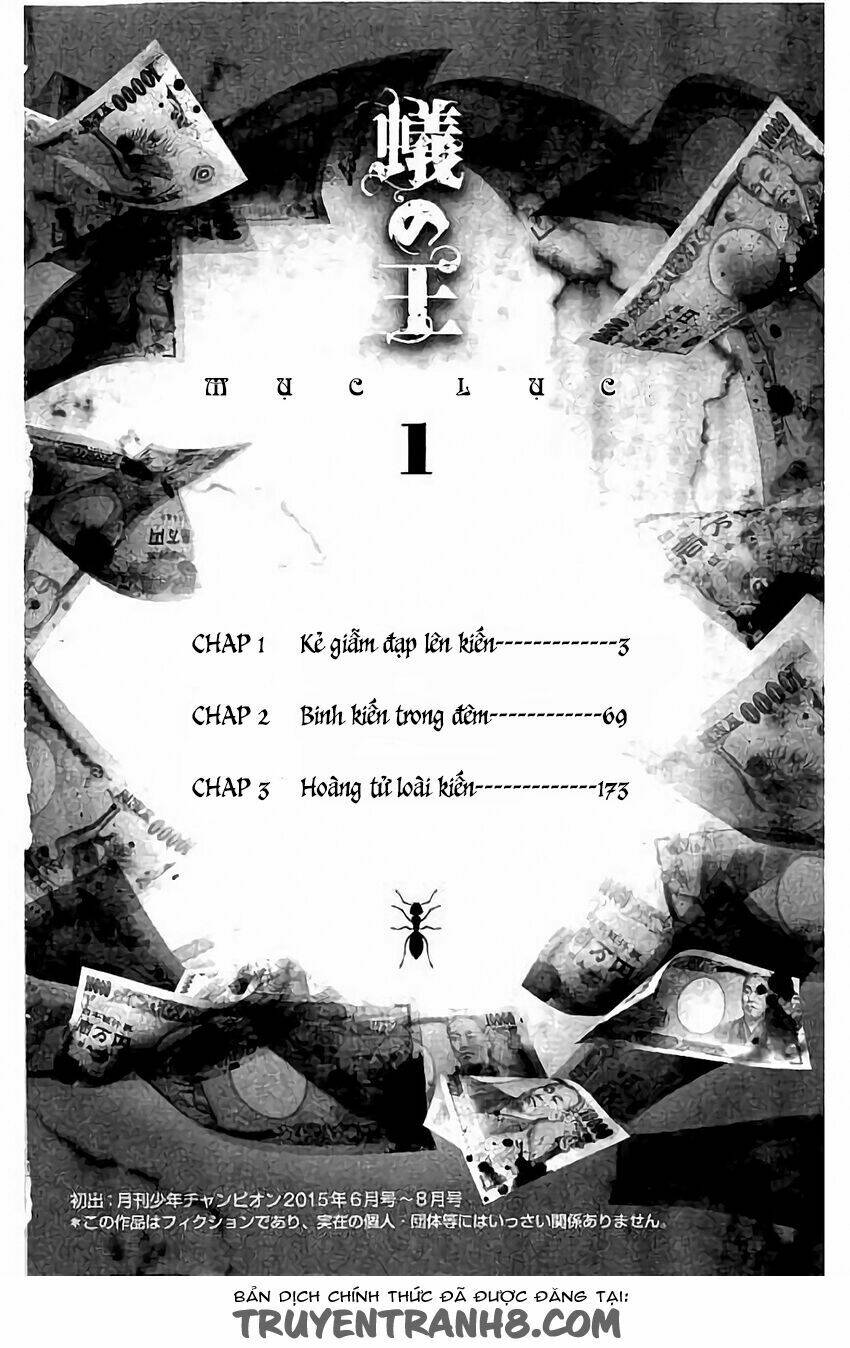 蟻の王
MỤC LỤC
1
CHAP 1 Kẻ giẫm đạp lên kiến-------------3
CHAP 2 Binh kiến trong đêm------------69
CHAP 3 Hoàng tử loài kiến-------------173
初出：月刊少年チャンピオン2015年6月号～8月号
＊この作品はフィクションであり、実在の個人・団体等にはいっさい関係ありません。
BẢN DỊCH CHÍNH THỨC ĐÃ ĐƯỢC ĐĂNG TẠI:
TRUYENTRANH8.COM